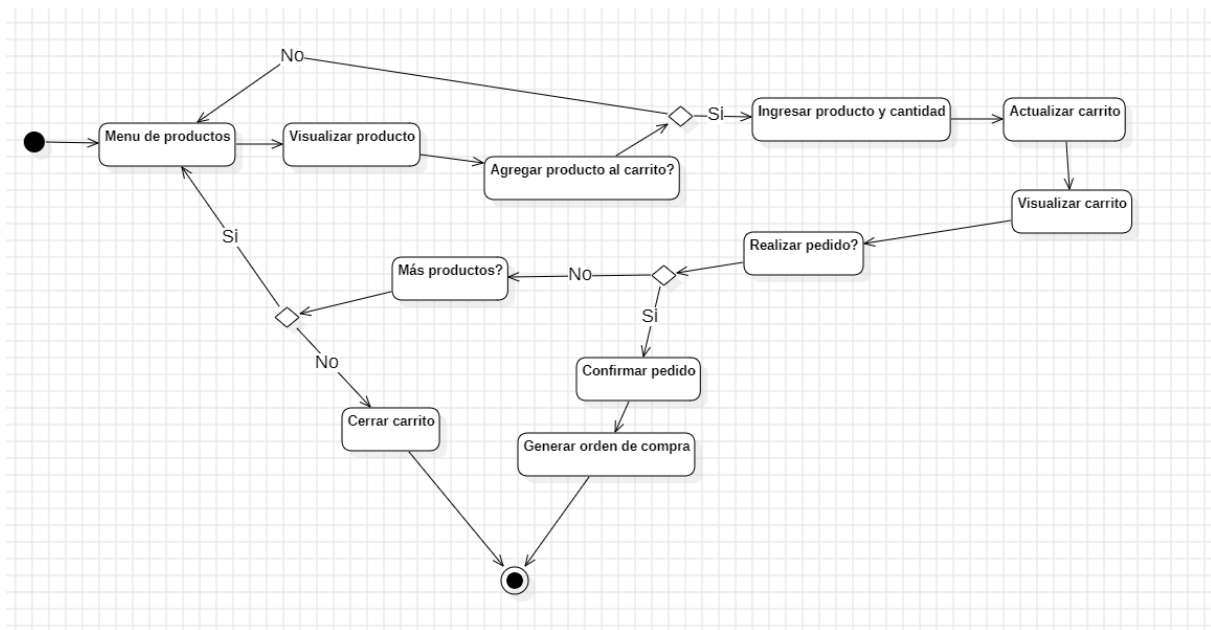 No
Menu de productos
Visualizar producto
Agregar producto al carrito?
Si
Ingresar producto y cantidad
Actualizar carrito
Visualizar carrito
Realizar pedido?
No
Más productos?
Si
Si
No
Confirmar pedido
Cerrar carrito
Generar orden de compra